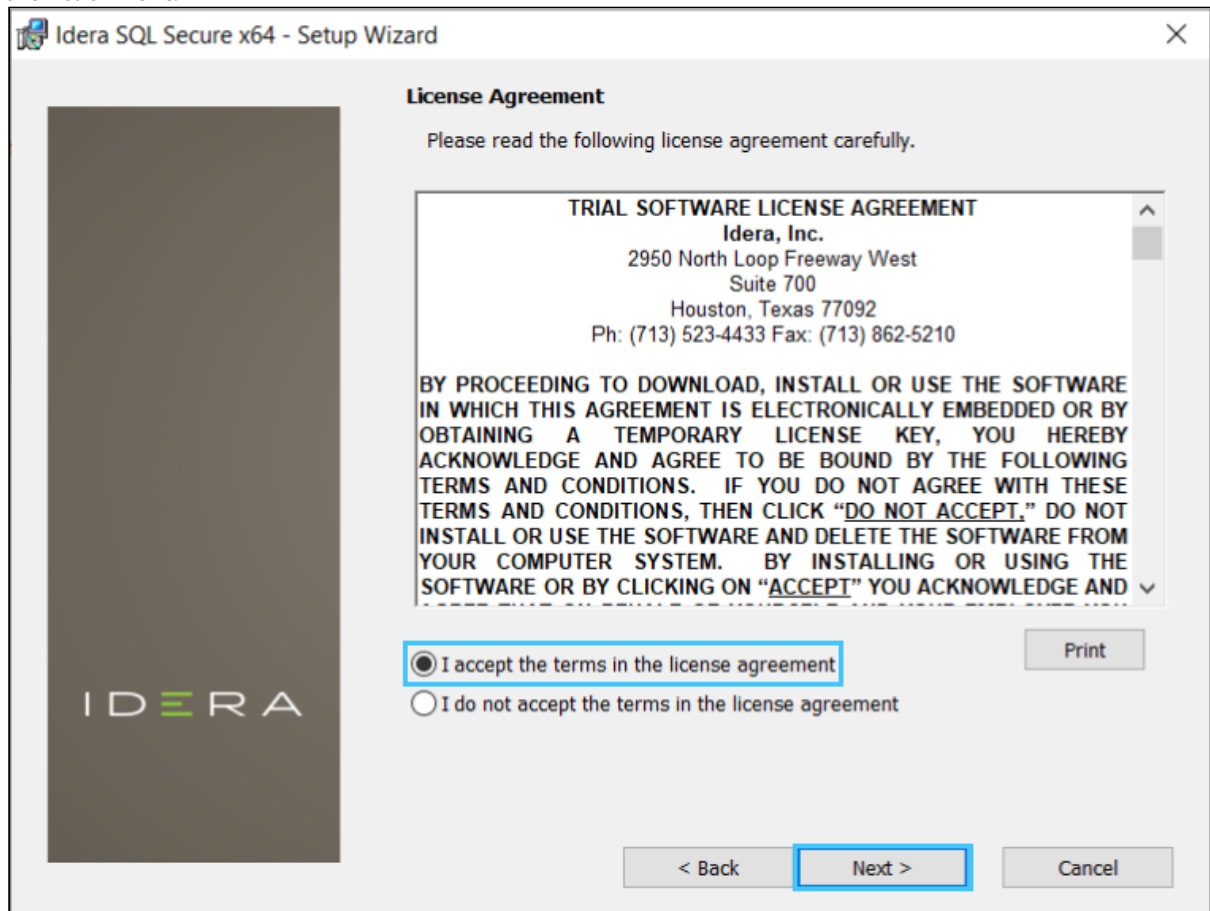 Idera SQL Secure x64 - Setup Wizard
License Agreement
Please read the following license agreement carefully.
TRIAL SOFTWARE LICENSE AGREEMENT
Idera, Inc.
2950 North Loop Freeway West
Suite 700
Houston, Texas 77092
Ph: (713) 523-4433 Fax: (713) 862-5210
BY PROCEEDING TO DOWNLOAD, INSTALL OR USE THE SOFTWARE
IN WHICH THIS AGREEMENT IS ELECTRONICALLY EMBEDDED OR BY
OBTAINING A TEMPORARY LICENSE KEY, YOU HEREBY
ACKNOWLEDGE AND AGREE TO BE BOUND BY THE FOLLOWING
TERMS AND CONDITIONS. IF YOU DO NOT AGREE WITH THESE
TERMS AND CONDITIONS, THEN CLICK “DO NOT ACCEPT,” DO NOT
INSTALL OR USE THE SOFTWARE AND DELETE THE SOFTWARE FROM
YOUR COMPUTER SYSTEM. BY INSTALLING OR USING THE
SOFTWARE OR BY CLICKING ON “ACCEPT” YOU ACKNOWLEDGE AND
I accept the terms in the license agreement
Print
I do not accept the terms in the license agreement
IDERA
< Back
Next >
Cancel